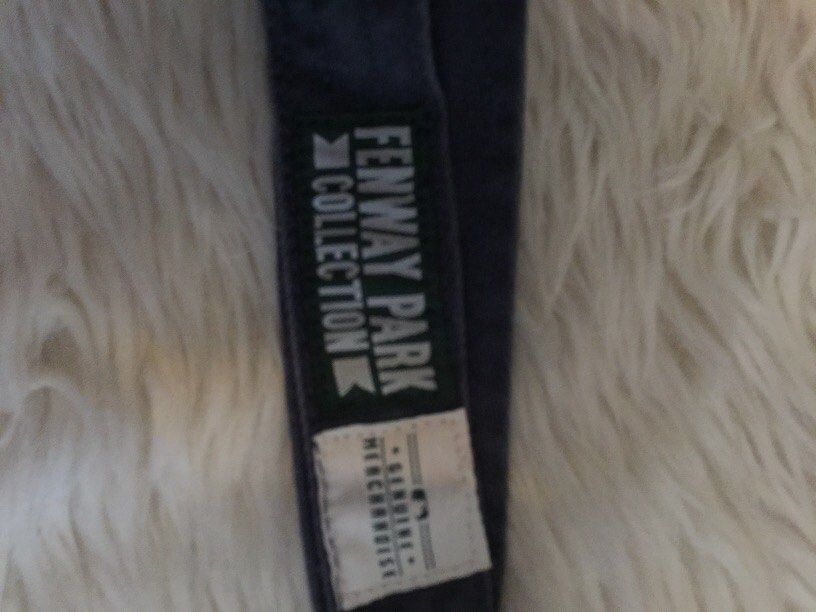 FENWAY PARK
COLLECTION
GENUINE
MERCHANDISE